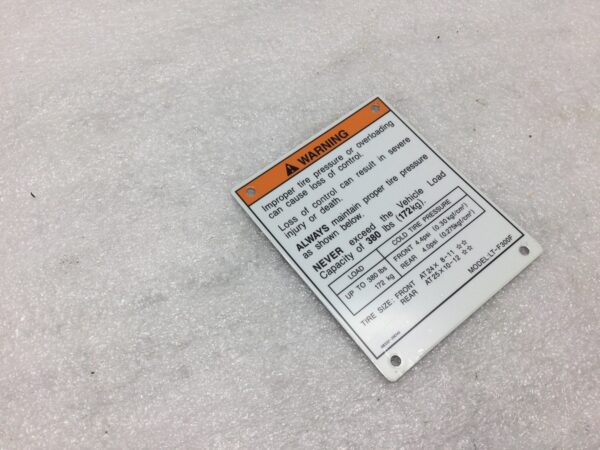 WARNING
Improper tire pressure or overloading
can cause loss of control.
Loss of control can result in severe
injury or death.
ALWAYS maintain proper tire pressure
as shown below.
NEVER exceed the Vehicle Load
Capacity of 380 lbs (172kg).
LOAD COLD TIRE PRESSURE
UP TO 380 lbs FRONT 4.4psi (0.30kgf/cm²)
172 kg REAR 4.0psi (0.275kgf/cm²)
TIRE SIZE: FRONT AT24× 8-11 ☆☆
REAR AT25×10-12 ☆☆
MODEL:LT-F300F